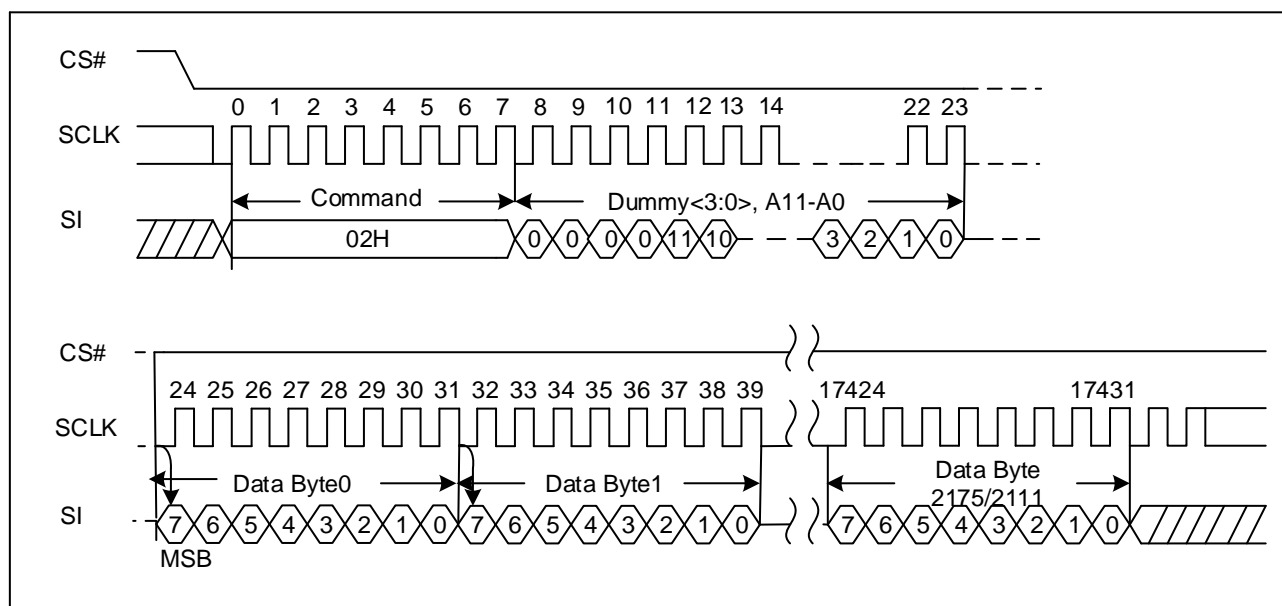 CS#
0 1 2 3 4 5 6 7 8 9 10 11 12 13 14 22 23
SCLK
Command Dummy<3:0>, A11-A0
SI
02H 0 0 0 0 11 10 3 2 1 0
CS#
24 25 26 27 28 29 30 31 32 33 34 35 36 37 38 39 17424 17431
SCLK
Data Byte0 Data Byte1 Data Byte
2175/2111
SI 7 6 5 4 3 2 1 0 7 6 5 4 3 2 1 0 7 6 5 4 3 2 1 0
MSB